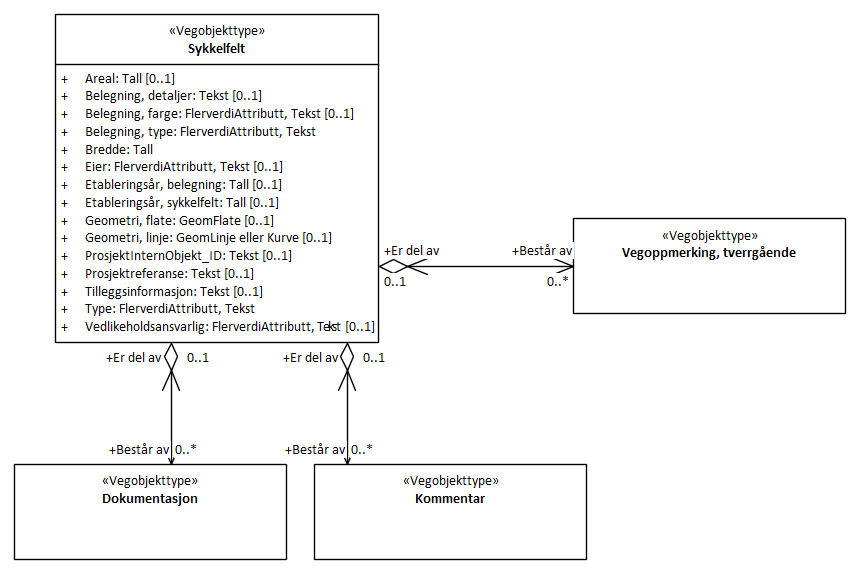 «Vegobjekttype»
Sykkelfelt
+ Areal: Tall [0..1]
+ Belegning, detaljer: Tekst [0..1]
+ Belegning, farge: FlerverdiAttributt, Tekst [0..1]
+ Belegning, type: FlerverdiAttributt, Tekst
+ Bredde: Tall
+ Eier: FlerverdiAttributt, Tekst [0..1]
+ Etableringsår, belegning: Tall [0..1]
+ Etableringsår, sykkelfelt: Tall [0..1]
+ Geometri, flate: GeomFlate [0..1]
+ Geometri, linje: GeomLinje eller Kurve [0..1]
+ ProsjektInternObjekt_ID: Tekst [0..1]
+ Prosjektreferanse: Tekst [0..1]
+ Tilleggsinformasjon: Tekst [0..1]
+ Type: FlerverdiAttributt, Tekst
+ Vedlikeholdsansvarlig: FlerverdiAttributt, Tekst [0..1]
+Er del av
0..1
+Består av
0..*
«Vegobjekttype»
Vegoppmerking, tverrgående
+Er del av 0..1
+Er del av 0..1
+Består av 0..*
+Består av 0..*
«Vegobjekttype»
Dokumentasjon
«Vegobjekttype»
Kommentar